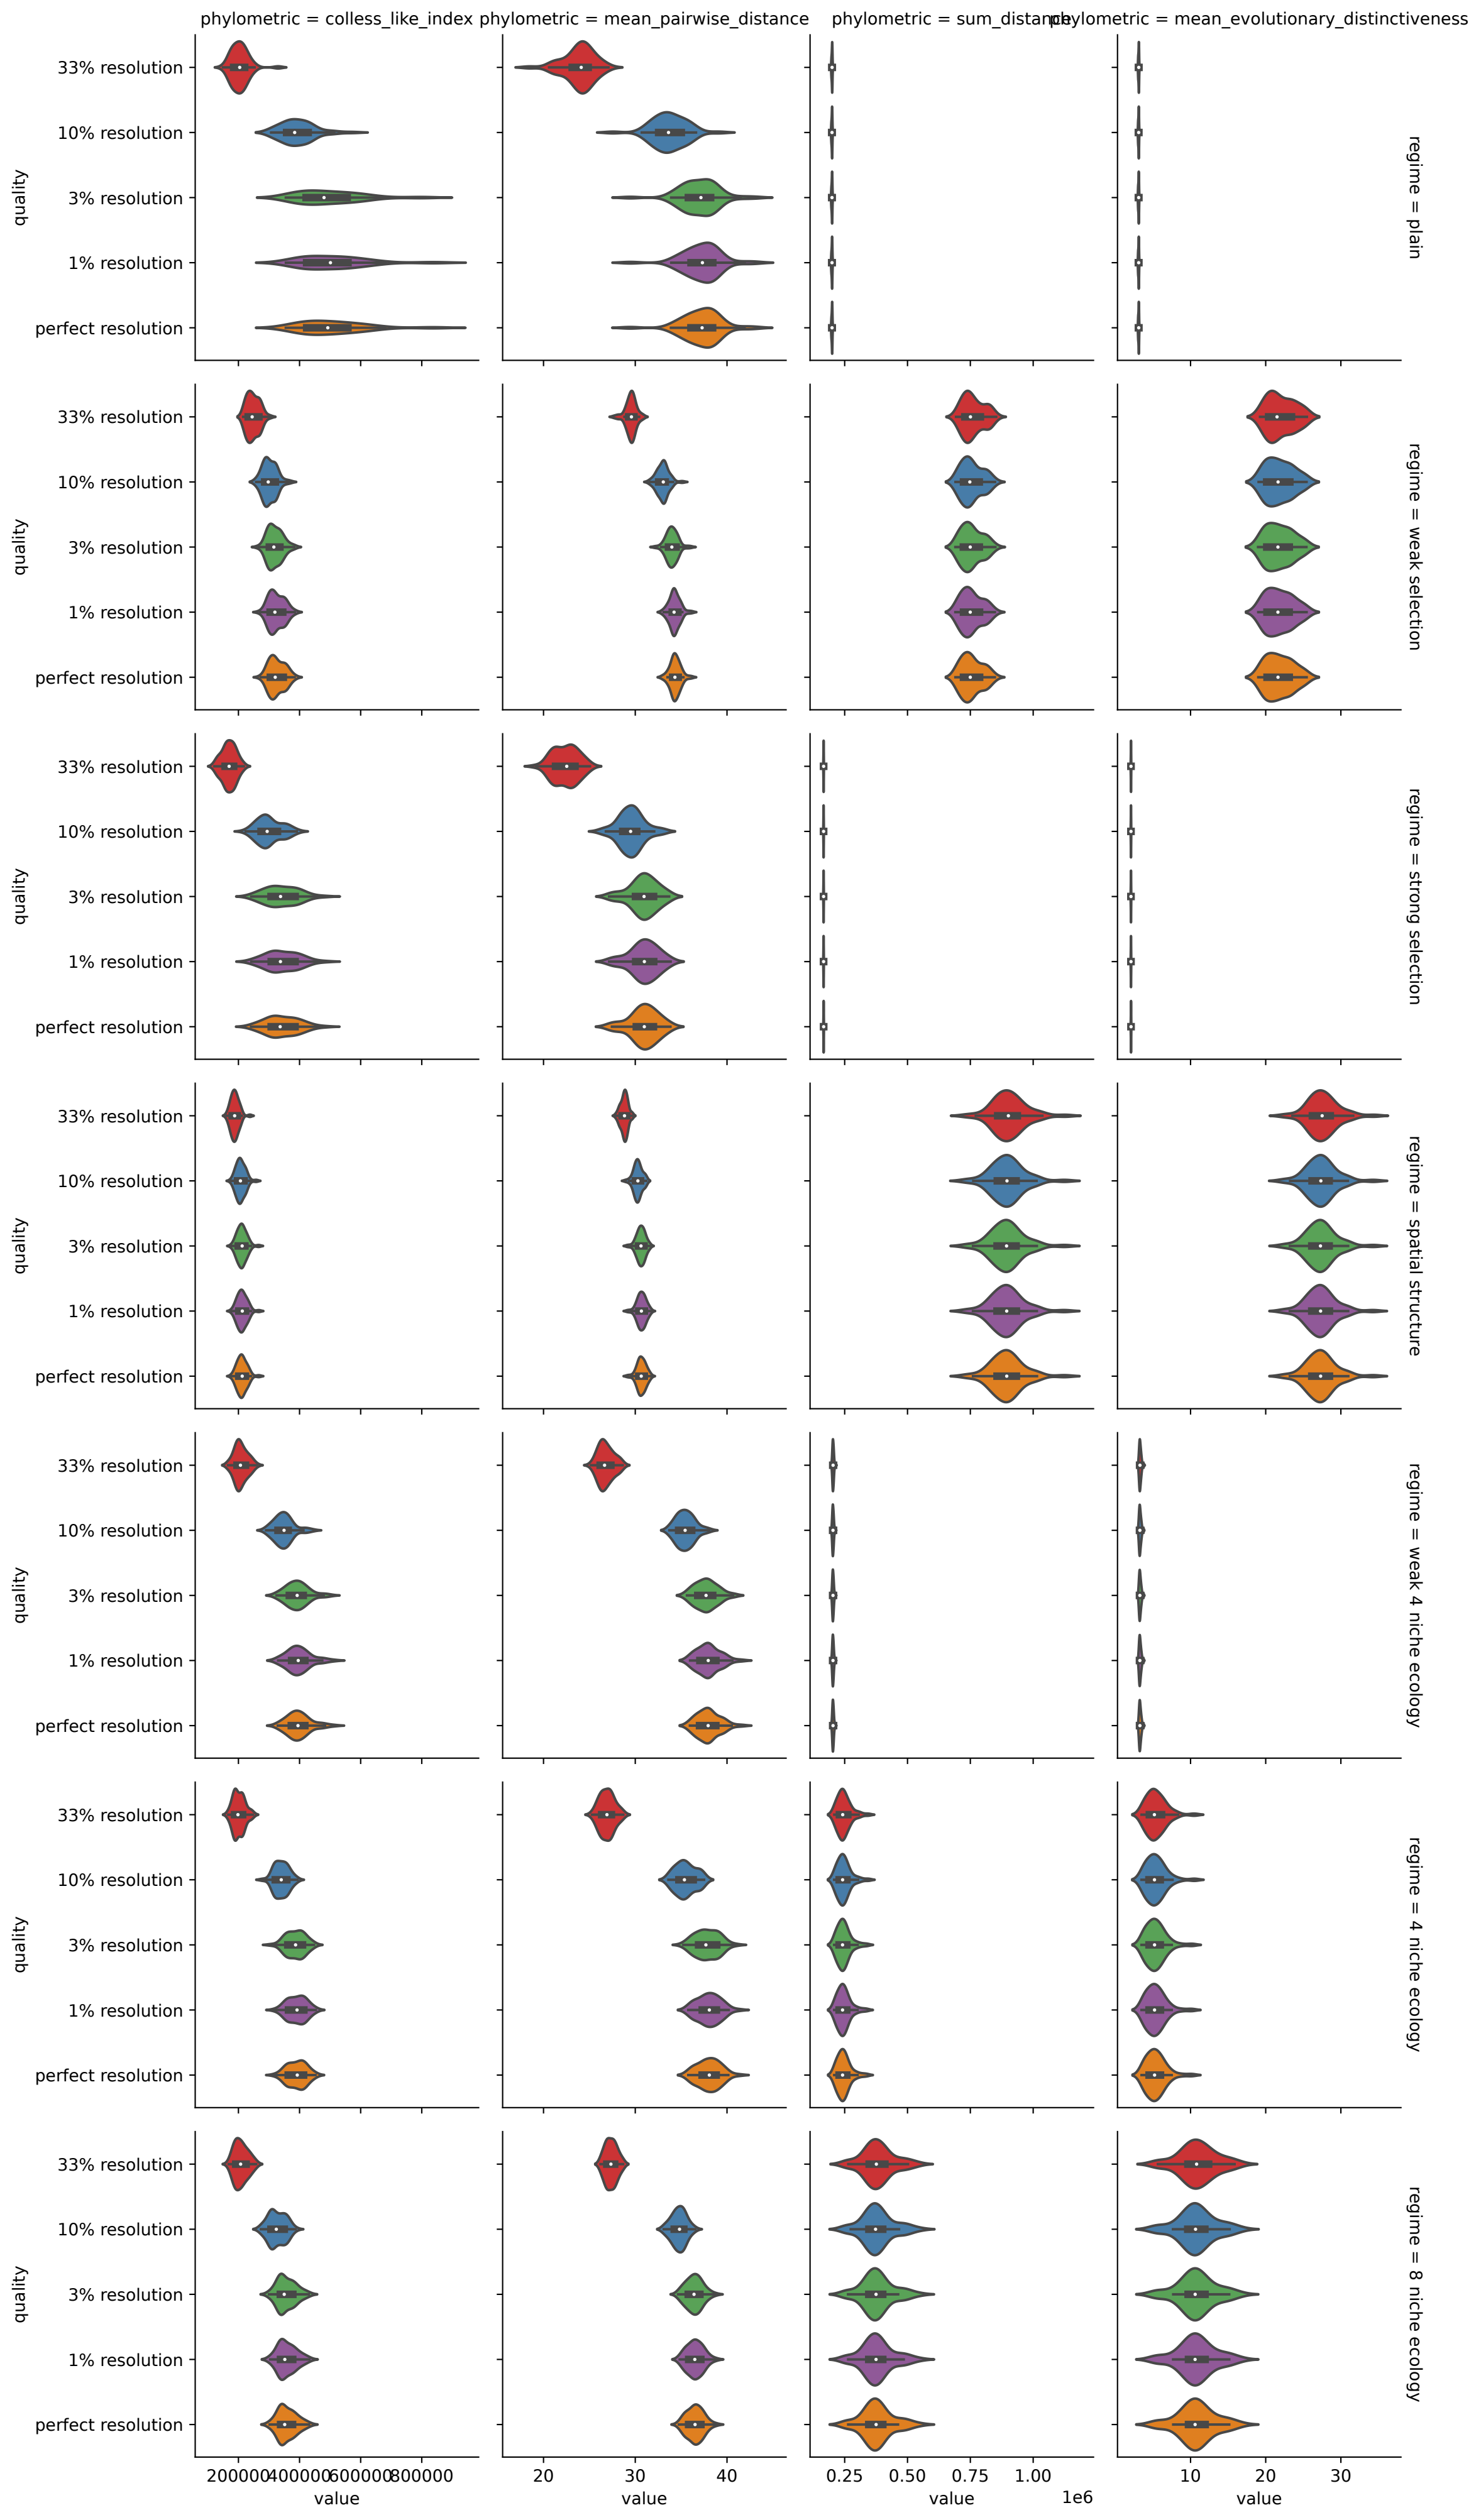 phylometric = colless_like_index
phylometric = mean_pairwise_distance
phylometric = sum_distance
phylometric = mean_evolutionary_distinctiveness
33% resolution
10% resolution
3% resolution
1% resolution
perfect resolution
quality
regime = plain
33% resolution
10% resolution
3% resolution
1% resolution
perfect resolution
quality
regime = weak selection
33% resolution
10% resolution
3% resolution
1% resolution
perfect resolution
quality
regime = strong selection
33% resolution
10% resolution
3% resolution
1% resolution
perfect resolution
quality
regime = spatial structure
33% resolution
10% resolution
3% resolution
1% resolution
perfect resolution
quality
regime = weak 4 niche ecology
33% resolution
10% resolution
3% resolution
1% resolution
perfect resolution
quality
regime = 4 niche ecology
33% resolution
10% resolution
3% resolution
1% resolution
perfect resolution
quality
regime = 8 niche ecology
200000 400000 600000 800000
value
20 30 40
value
0.25 0.50 0.75 1.00
1e6
value
10 20 30
value